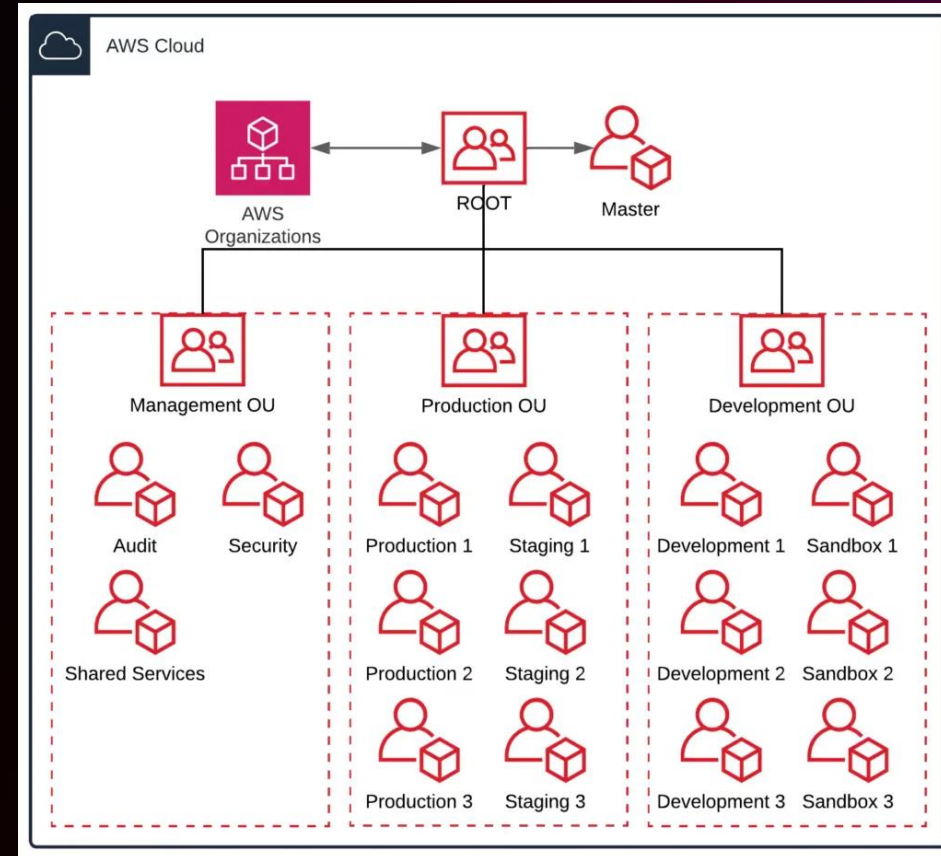 AWS Cloud
AWS
Organizations
ROOT
Master
Management OU
Production OU
Development OU
Audit
Security
Production 1
Staging 1
Development 1
Sandbox 1
Shared Services
Production 2
Staging 2
Development 2
Sandbox 2
Production 3
Staging 3
Development 3
Sandbox 3